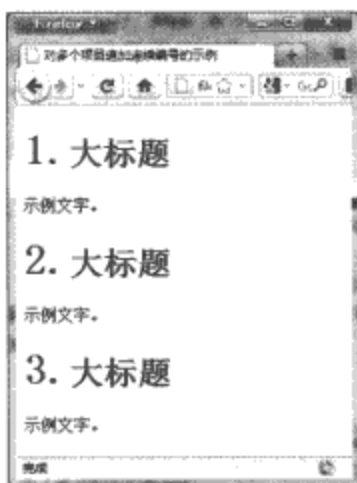 Firefox
对多个项目追加连续编号的示例
1. 大标题
示例文字。
2. 大标题
示例文字。
3. 大标题
示例文字。
完成